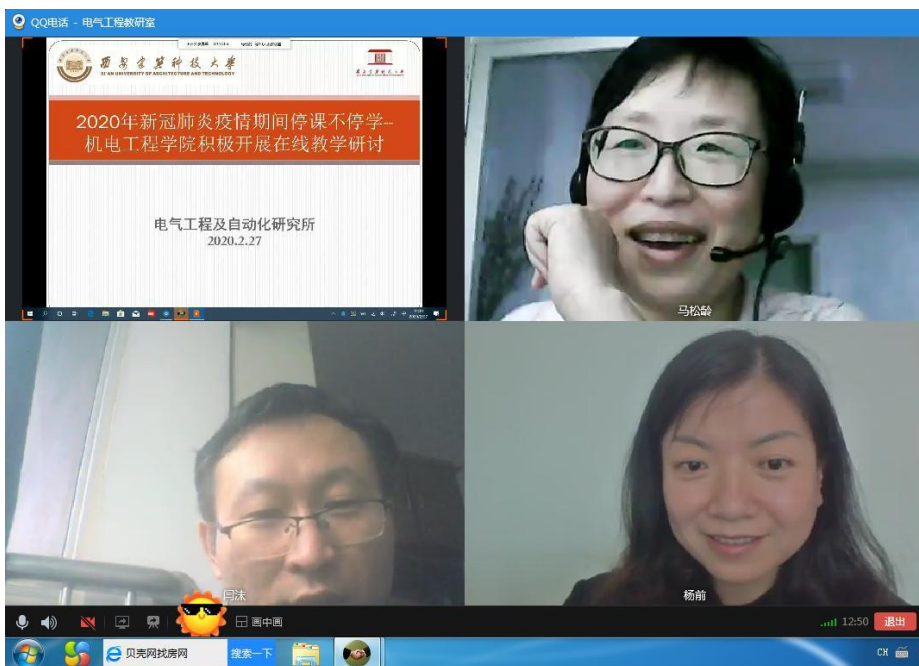 QQ电话 - 电气工程教研室
西安建筑科技大学
XI'AN UNIVERSITY OF ARCHITECTURE AND TECHNOLOGY
2020年新冠肺炎疫情期间停课不停学--
机电工程学院积极开展在线教学研讨
电气工程及自动化研究所
2020.2.27
马松龄
闫沫
杨前
画中画
12:50
退出
贝壳网找房网
搜索一下
CH